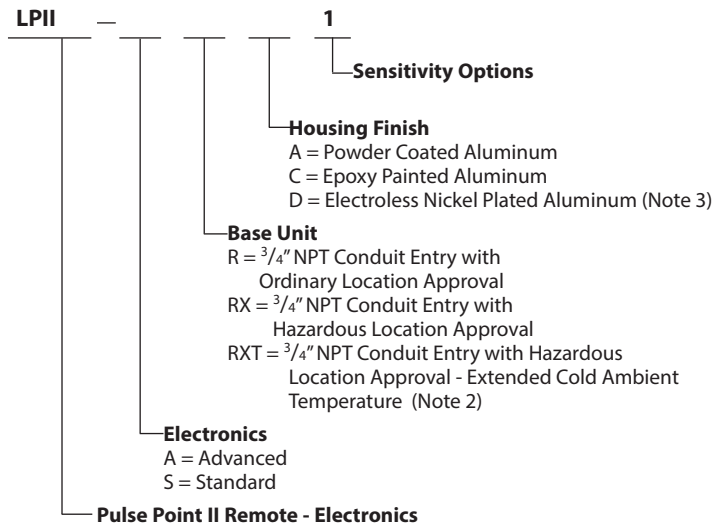 LPII — 1
Sensitivity Options
Housing Finish
A = Powder Coated Aluminum
C = Epoxy Painted Aluminum
D = Electroless Nickel Plated Aluminum (Note 3)
Base Unit
R = 3/4″ NPT Conduit Entry with
Ordinary Location Approval
RX = 3/4″ NPT Conduit Entry with
Hazardous Location Approval
RXT = 3/4″ NPT Conduit Entry with Hazardous
Location Approval - Extended Cold Ambient
Temperature (Note 2)
Electronics
A = Advanced
S = Standard
Pulse Point II Remote - Electronics